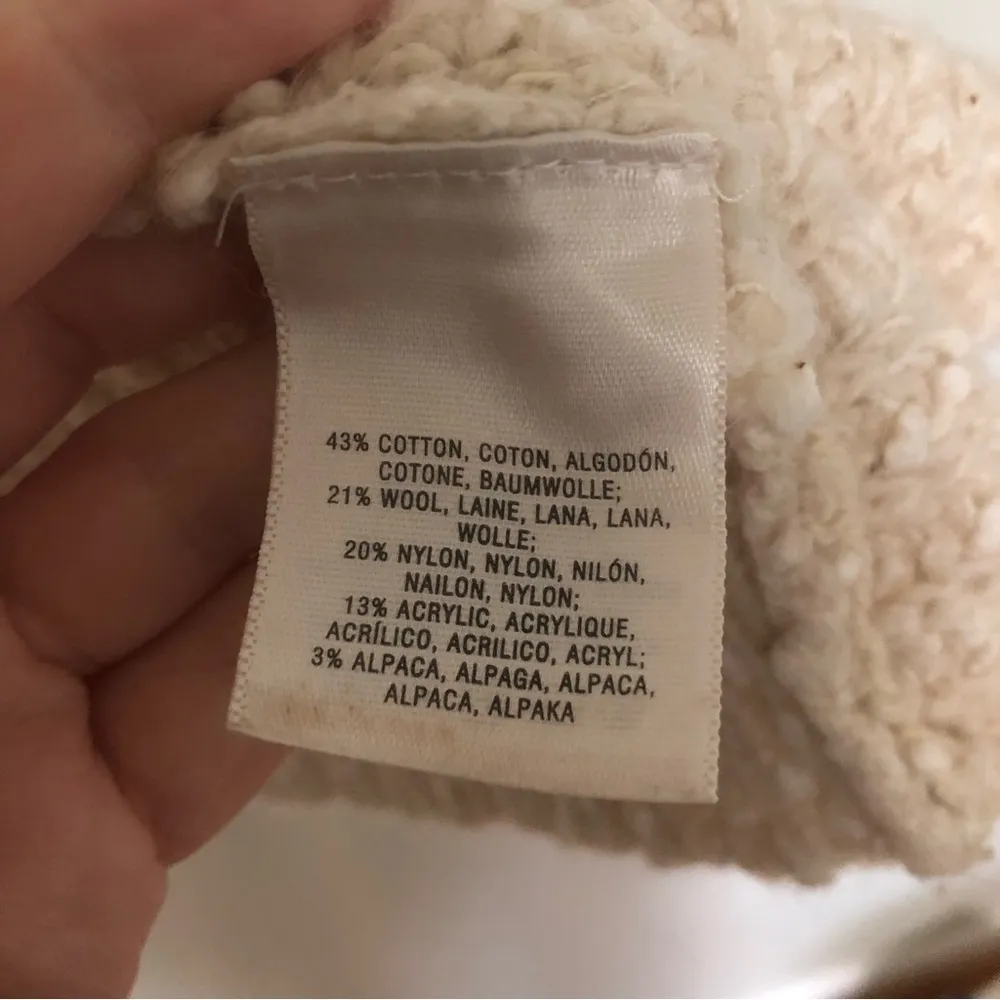 43% COTTON, COTON, ALGODÓN,
COTONE, BAUMWOLLE;
21% WOOL, LAINE, LANA, LANA,
WOLLE;
20% NYLON, NYLON, NILÓN,
NAILON, NYLON;
13% ACRYLIC, ACRYLIQUE,
ACRÍLICO, ACRILICO, ACRYL;
3% ALPACA, ALPAGA, ALPACA,
ALPACA, ALPAKA